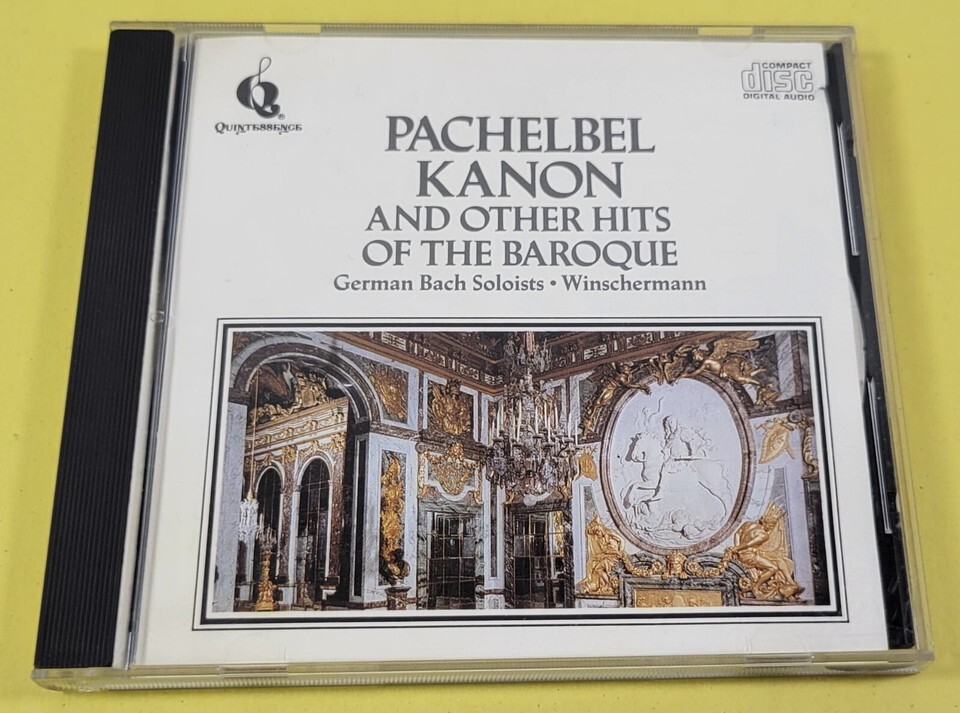 QUINTESSENCE
COMPACT
disc
DIGITAL AUDIO
PACHELBEL
KANON
AND OTHER HITS
OF THE BAROQUE
German Bach Soloists • Winschermann